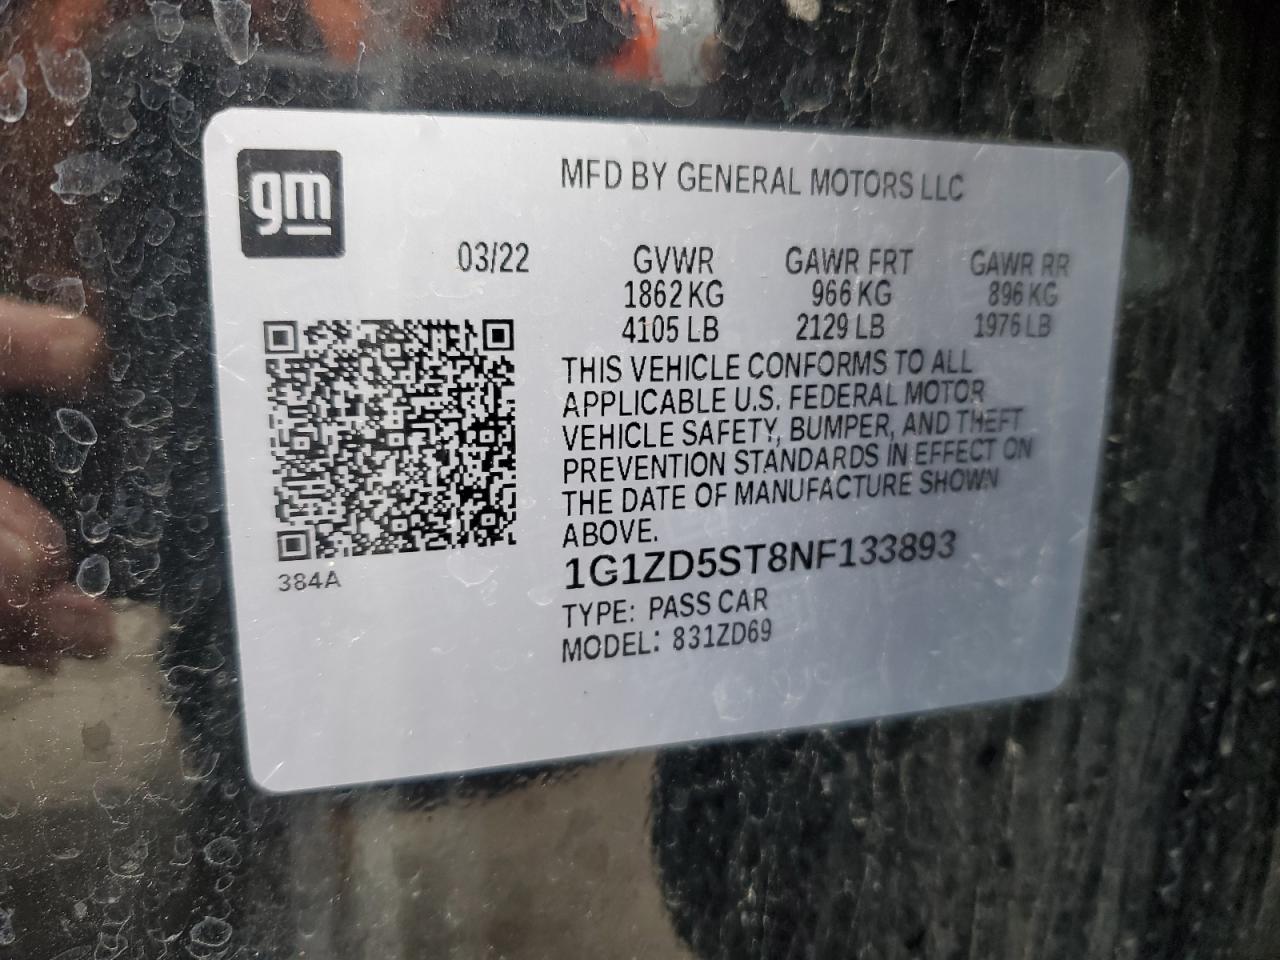 gm
MFD BY GENERAL MOTORS LLC
03/22 GVWR GAWR FRT GAWR RR
1862 KG 966 KG 896 KG
4105 LB 2129 LB 1976 LB
THIS VEHICLE CONFORMS TO ALL
APPLICABLE U.S. FEDERAL MOTOR
VEHICLE SAFETY, BUMPER, AND THEFT
PREVENTION STANDARDS IN EFFECT ON
THE DATE OF MANUFACTURE SHOWN
ABOVE.
1G1ZD5ST8NF133893
384A
TYPE: PASS CAR
MODEL: 831ZD69